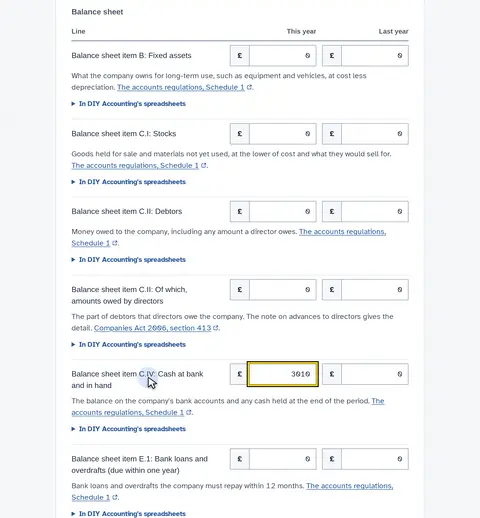 Balance sheet
Line This year Last year
Balance sheet item B: Fixed assets £ 0 £ 0
What the company owns for long-term use, such as equipment and vehicles, at cost less
depreciation. The accounts regulations, Schedule 1.
▶ In DIY Accounting's spreadsheets
Balance sheet item C.I: Stocks £ 0 £ 0
Goods held for sale and materials not yet used, at the lower of cost and what they would sell for.
The accounts regulations, Schedule 1.
▶ In DIY Accounting's spreadsheets
Balance sheet item C.II: Debtors £ 0 £ 0
Money owed to the company, including any amount a director owes. The accounts regulations,
Schedule 1.
▶ In DIY Accounting's spreadsheets
Balance sheet item C.II: Of which,
amounts owed by directors £ 0 £ 0
The part of debtors that directors owe the company. The note on advances to directors gives the
detail. Companies Act 2006, section 413.
▶ In DIY Accounting's spreadsheets
Balance sheet item C.IV: Cash at bank
and in hand £ 3010 £ 0
The balance on the company's bank accounts and any cash held at the end of the period. The
accounts regulations, Schedule 1.
▶ In DIY Accounting's spreadsheets
Balance sheet item E.1: Bank loans and
overdrafts (due within one year) £ 0 £ 0
Bank loans and overdrafts the company must repay within 12 months. The accounts regulations,
Schedule 1.
▶ In DIY Accounting's spreadsheets